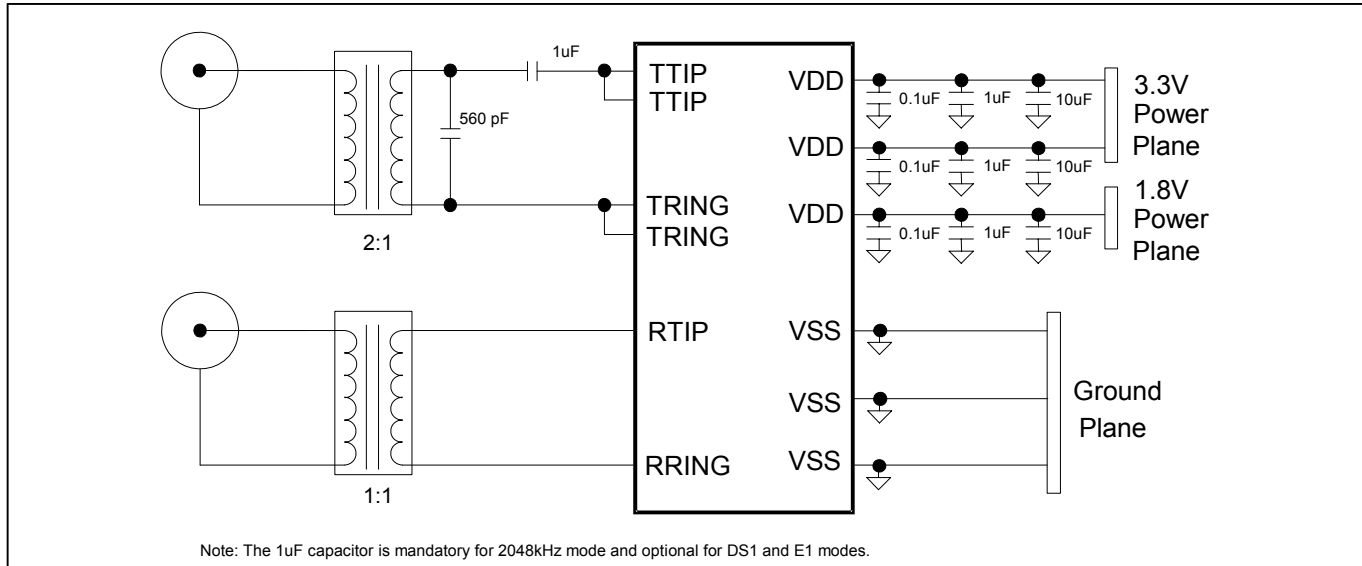 1uF
TTIP
TTIP
560 pF
TRING
TRING
2:1
RTIP
RRING
1:1
VDD
0.1uF
1uF
10uF
VDD
0.1uF
1uF
10uF
3.3V
Power
Plane
VDD
0.1uF
1uF
10uF
1.8V
Power
Plane
VSS
VSS
VSS
Ground
Plane
Note: The 1uF capacitor is mandatory for 2048kHz mode and optional for DS1 and E1 modes.